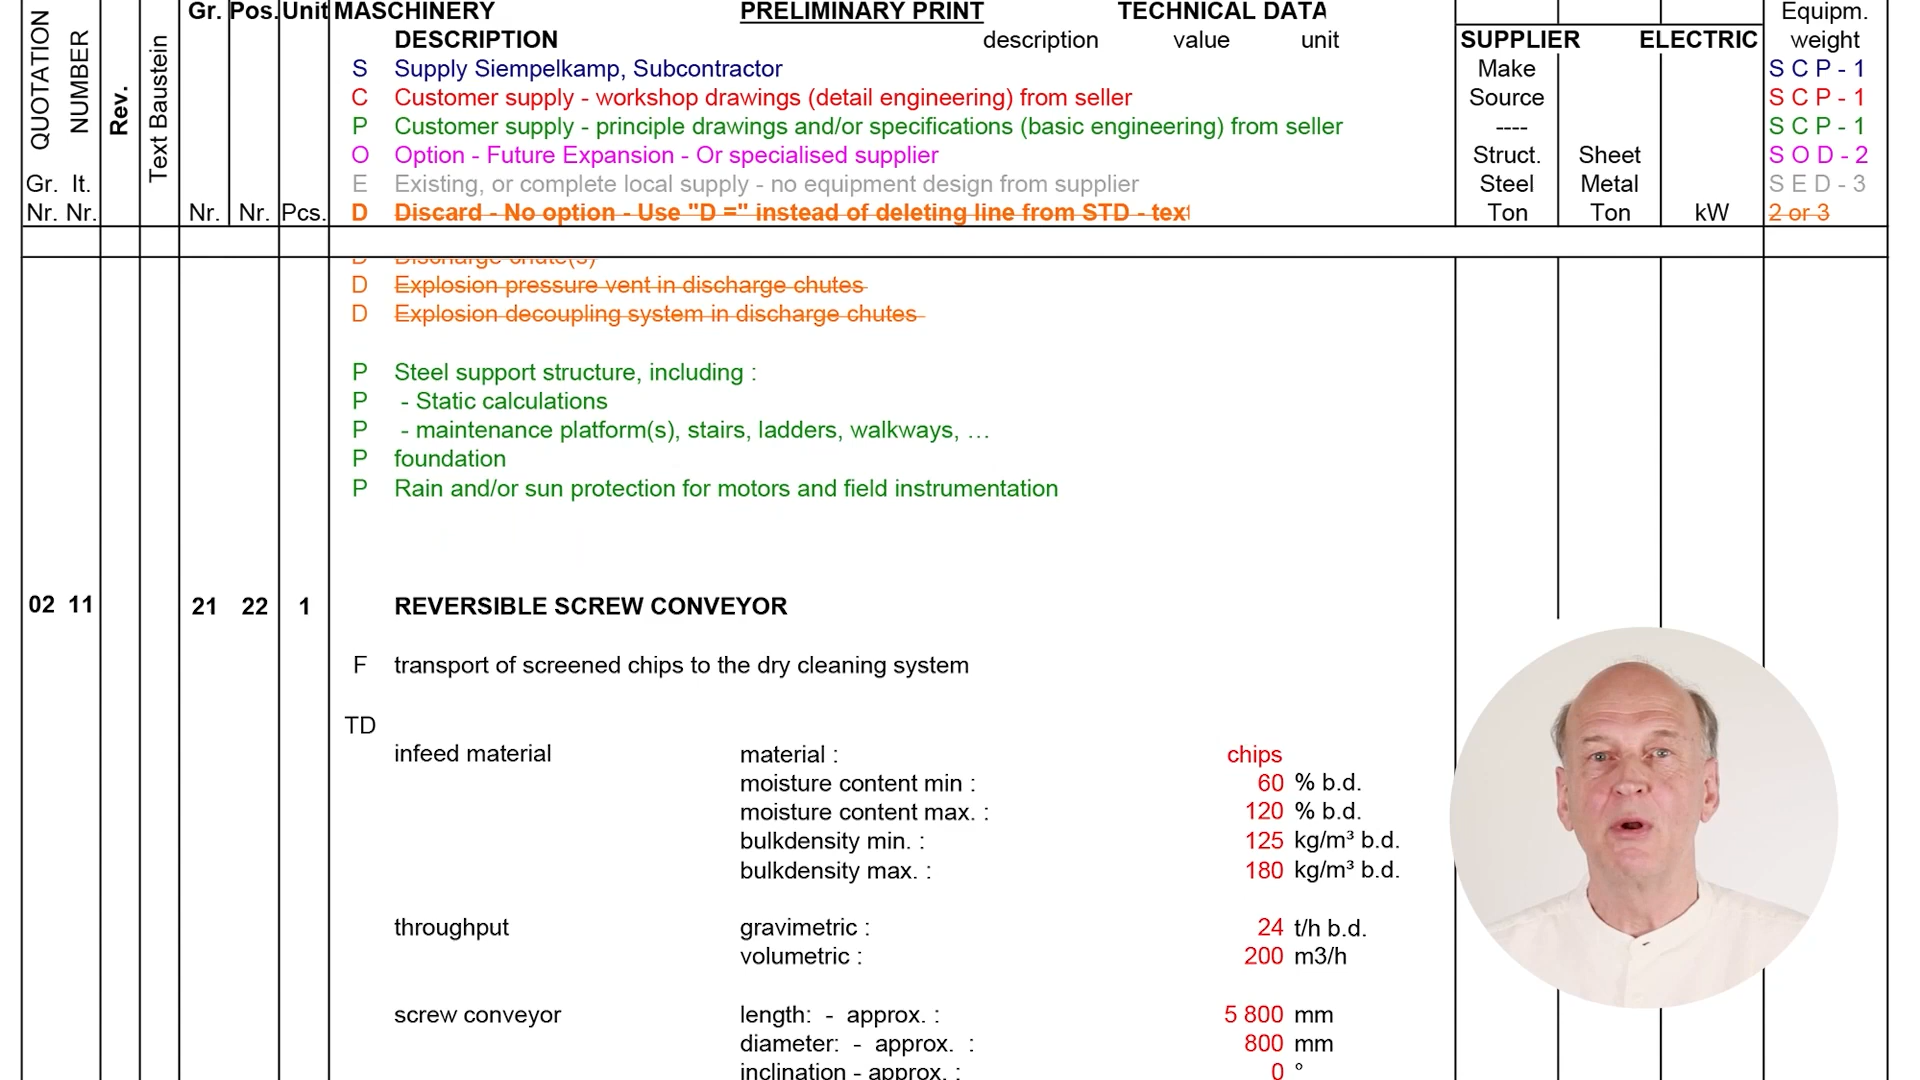 QUOTATION NUMBER Rev. Text Baustein
Gr. Pos. Unit MASCHINERY PRELIMINARY PRINT TECHNICAL DATA Equipm.
DESCRIPTION description value unit SUPPLIER ELECTRIC weight
S Supply Siempelkamp, Subcontractor Make S C P - 1
C Customer supply - workshop drawings (detail engineering) from seller Source S C P - 1
P Customer supply - principle drawings and/or specifications (basic engineering) from seller ---- S C P - 1
O Option - Future Expansion - Or specialised supplier Struct. Sheet S O D - 2
Gr. It. E Existing, or complete local supply - no equipment design from supplier Steel Metal S E D - 3
Nr. Nr. Nr. Nr. Pcs. D Discard - No option - Use "D =" instead of deleting line from STD - text Ton Ton kW 2 or 3
D Discharge chute(s)
D Explosion pressure vent in discharge chutes
D Explosion decoupling system in discharge chutes
P Steel support structure, including :
P - Static calculations
P - maintenance platform(s), stairs, ladders, walkways, …
P foundation
P Rain and/or sun protection for motors and field instrumentation
02 11 21 22 1 REVERSIBLE SCREW CONVEYOR
F transport of screened chips to the dry cleaning system
TD
infeed material material : chips
moisture content min : 60 % b.d.
moisture content max. : 120 % b.d.
bulkdensity min. : 125 kg/m³ b.d.
bulkdensity max. : 180 kg/m³ b.d.
throughput gravimetric : 24 t/h b.d.
volumetric : 200 m3/h
screw conveyor length: - approx. : 5 800 mm
diameter: - approx. : 800 mm
inclination - approx. : 0 °